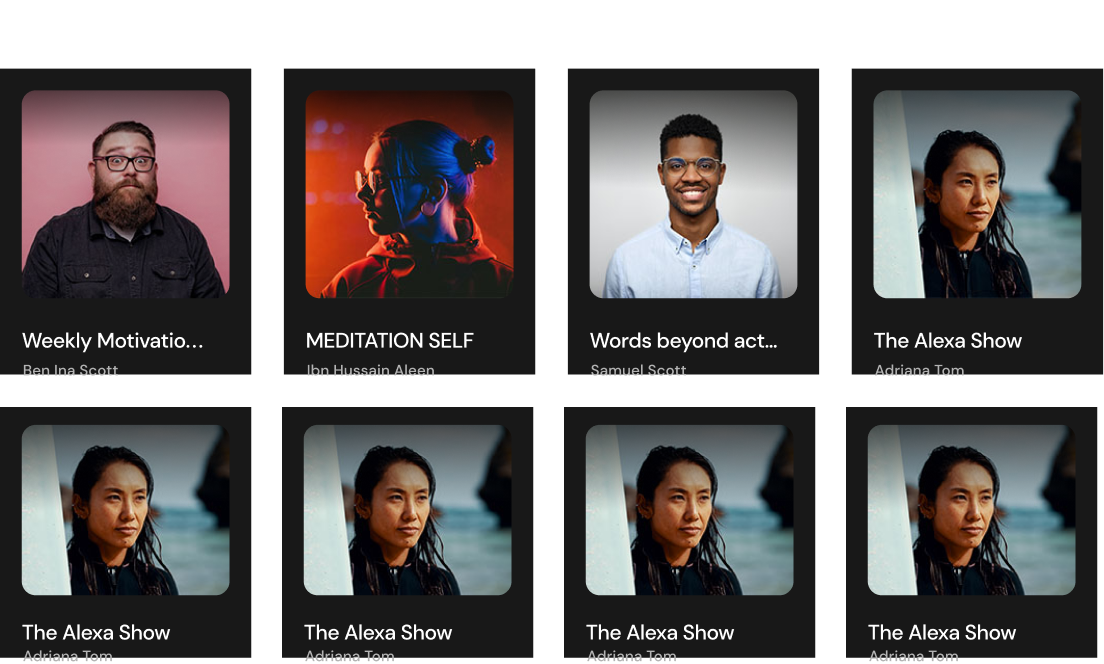 Weekly Motivatio...
MEDITATION SELF
Words beyond act...
The Alexa Show
Ben Ina Scott
Ibn Hussain Aleen
Samuel Scott
Adriana Tom
The Alexa Show
The Alexa Show
The Alexa Show
The Alexa Show
Adriana Tom
Adriana Tom
Adriana Tom
Adriana Tom